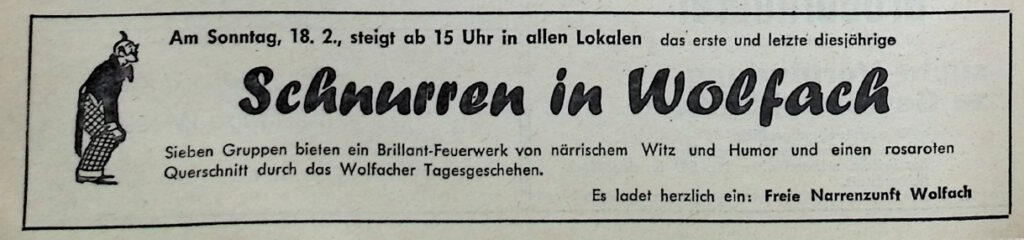 Am Sonntag, 18. 2., steigt ab 15 Uhr in allen Lokalen das erste und letzte diesjährige
Schnurren in Wolfach
Sieben Gruppen bieten ein Brillant-Feuerwerk von närrischem Witz und Humor und einen rosaroten
Querschnitt durch das Wolfacher Tagesgeschehen.
Es ladet herzlich ein: Freie Narrenzunft Wolfach